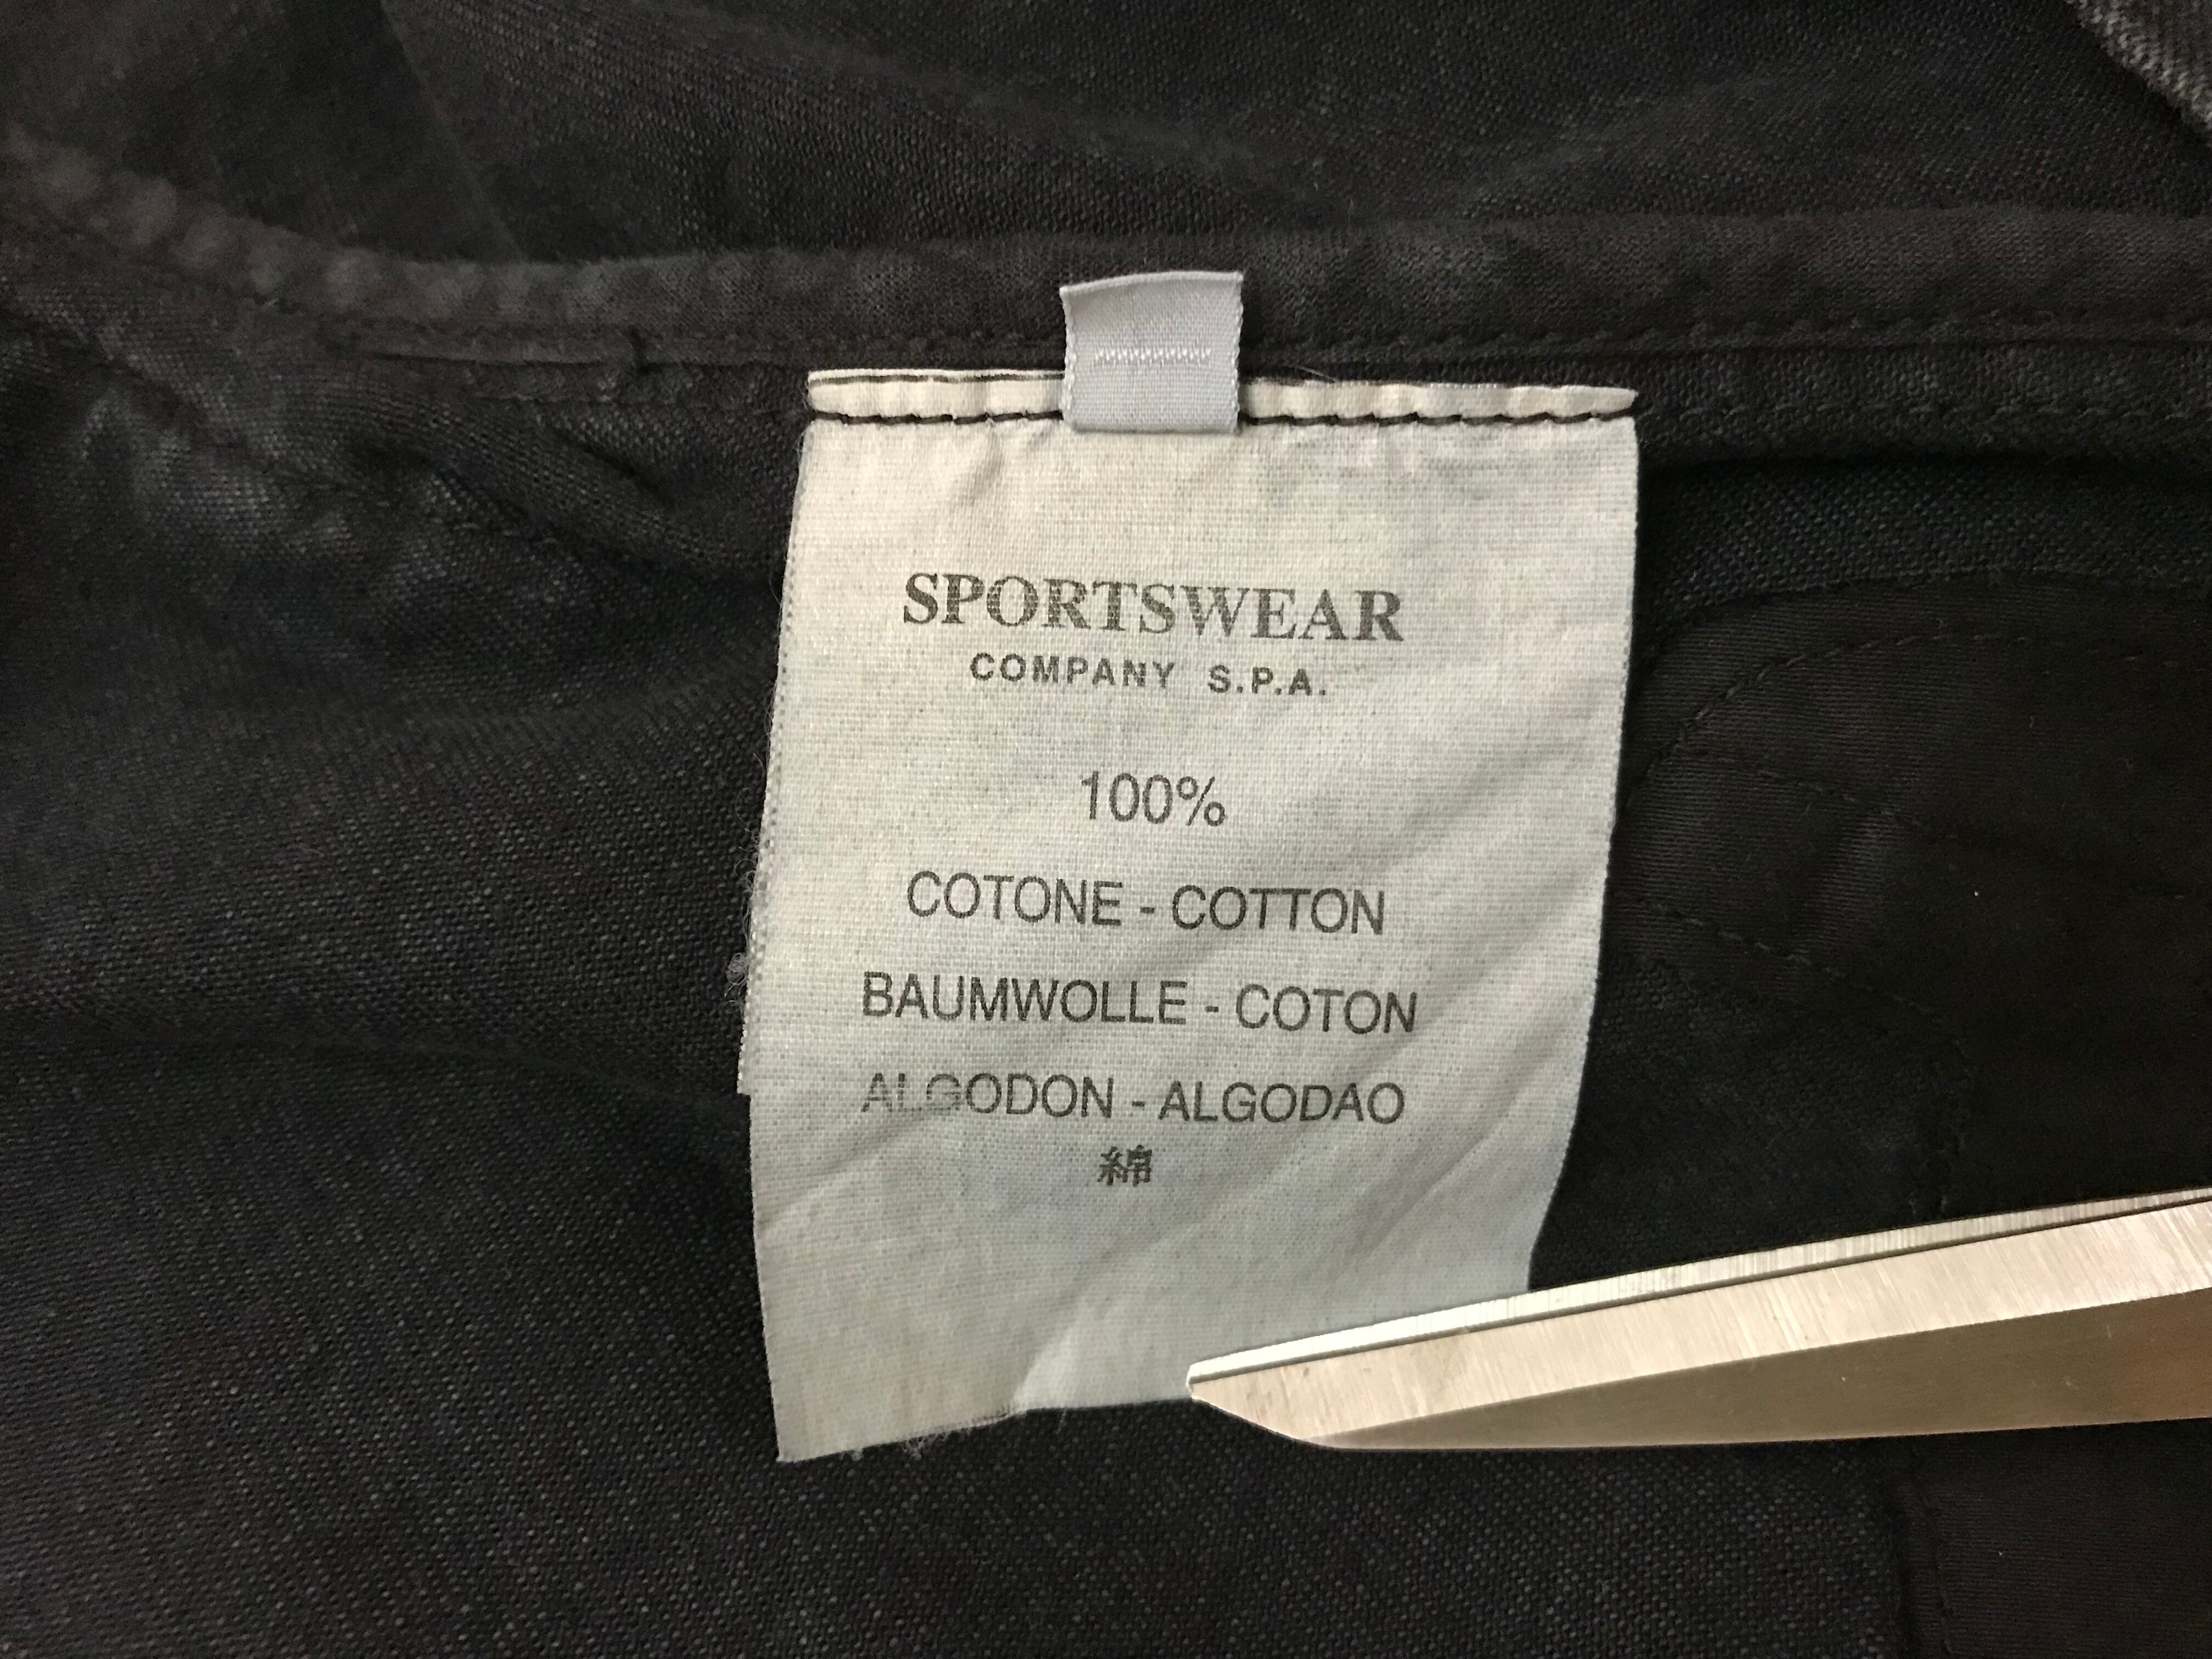 SPORTSWEAR
COMPANY S.P.A.
100%
COTONE - COTTON
BAUMWOLLE - COTON
ALGODON - ALGODAO
綿